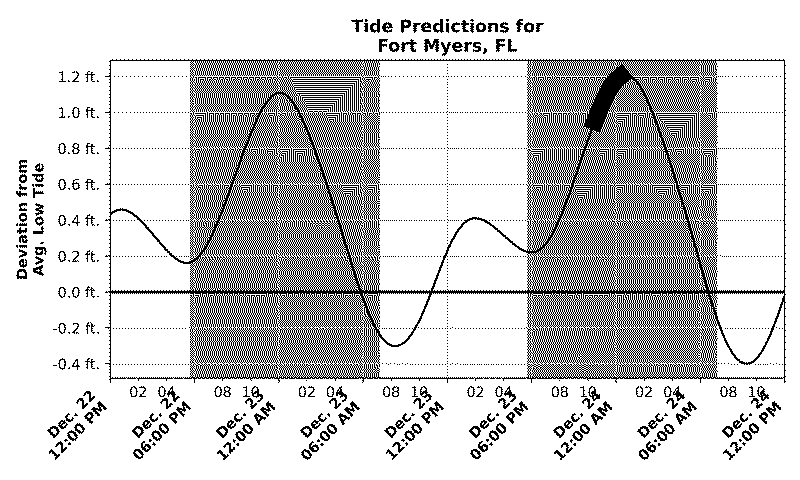 Tide Predictions for
Fort Myers, FL
Deviation from
Avg. Low Tide
1.2 ft.
1.0 ft.
0.8 ft.
0.6 ft.
0.4 ft.
0.2 ft.
0.0 ft.
-0.2 ft.
-0.4 ft.
02 04 08 10 02 04 08 10 02 04 08 10 02 04 08 10
Dec. 22
12:00 PM
Dec. 22
06:00 PM
Dec. 23
12:00 AM
Dec. 23
06:00 AM
Dec. 23
12:00 PM
Dec. 23
06:00 PM
Dec. 24
12:00 AM
Dec. 24
06:00 AM
Dec. 24
12:00 PM